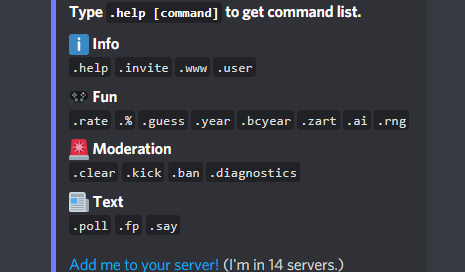 Type .help [command] to get command list.
Info
.help .invite .www .user
Fun
.rate .% .guess .year .bcyear .zart .ai .rng
Moderation
.clear .kick .ban .diagnostics
Text
.poll .fp .say
Add me to your server! (I'm in 14 servers.)